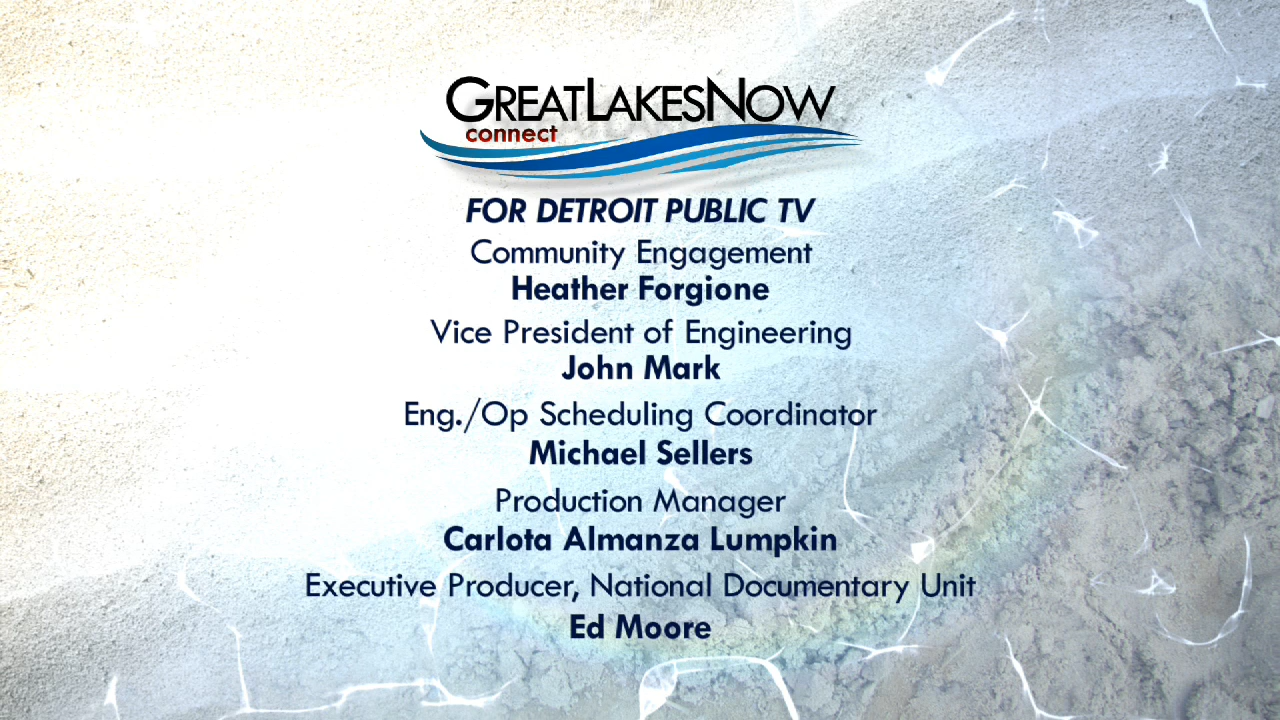 GREATLAKESNOW
connect
FOR DETROIT PUBLIC TV
Community Engagement
Heather Forgione
Vice President of Engineering
John Mark
Eng./Op Scheduling Coordinator
Michael Sellers
Production Manager
Carlota Almanza Lumpkin
Executive Producer, National Documentary Unit
Ed Moore